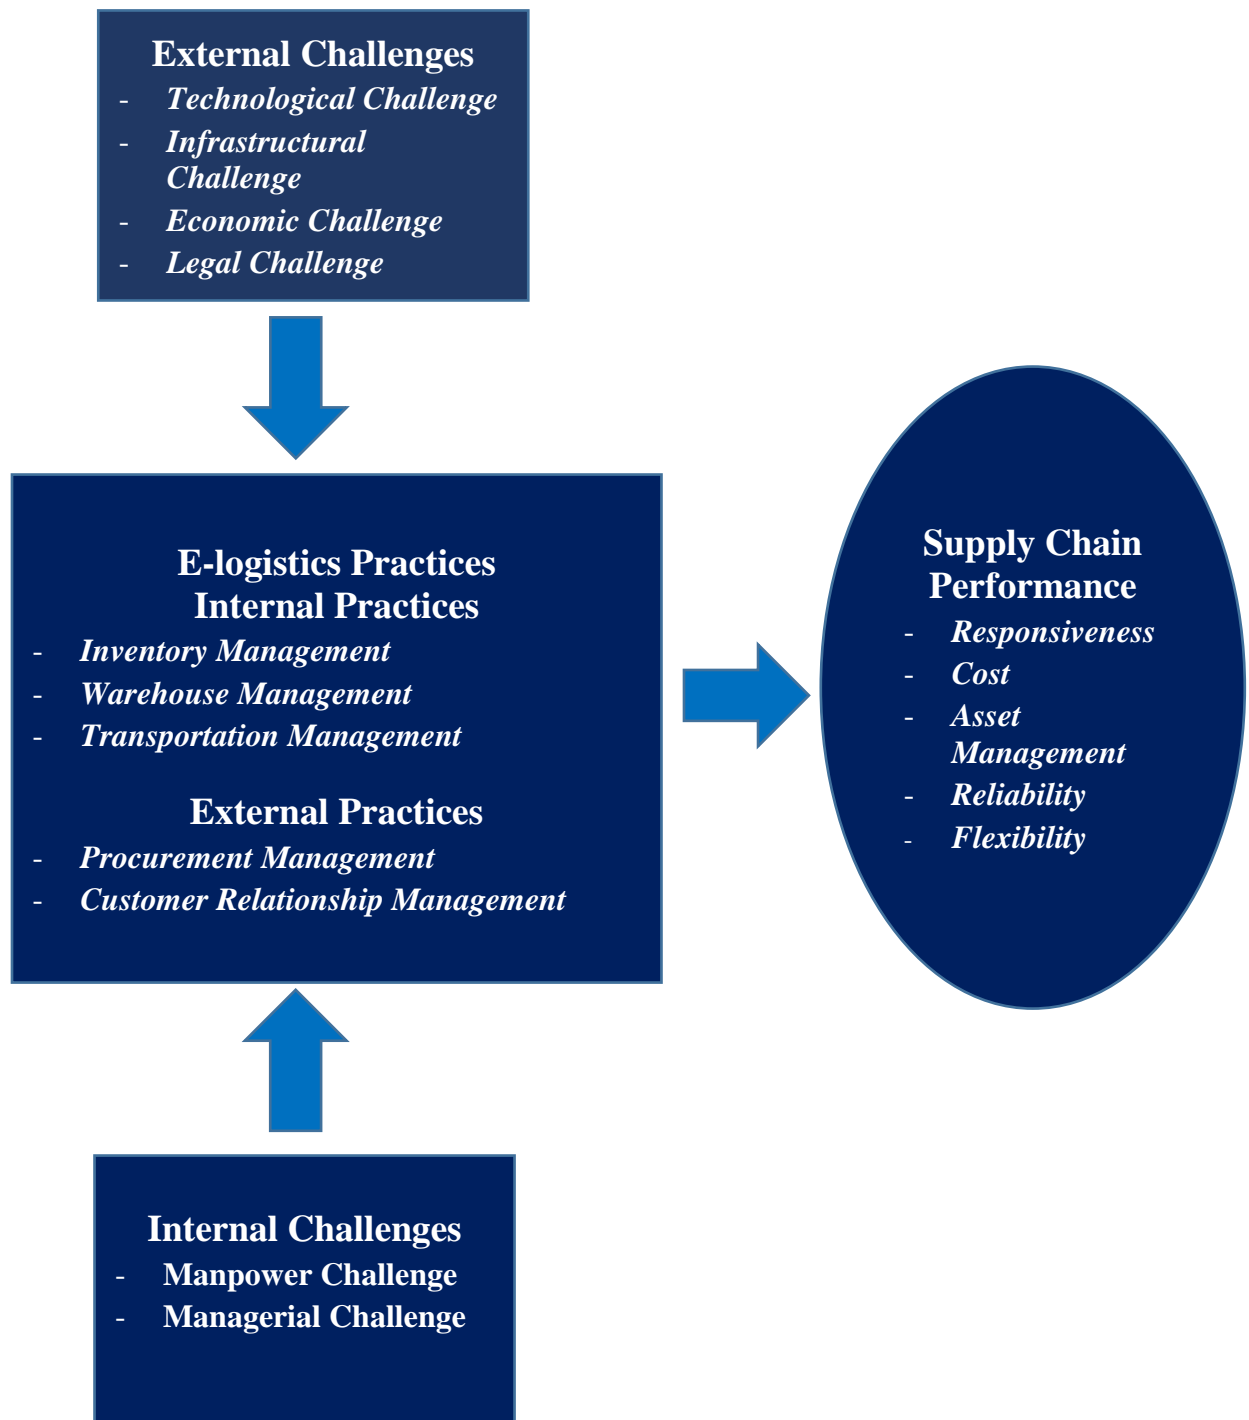 External Challenges
- Technological Challenge
- Infrastructural
Challenge
- Economic Challenge
- Legal Challenge
E-logistics Practices
Internal Practices
- Inventory Management
- Warehouse Management
- Transportation Management
External Practices
- Procurement Management
- Customer Relationship Management
Supply Chain
Performance
- Responsiveness
- Cost
- Asset
Management
- Reliability
- Flexibility
Internal Challenges
- Manpower Challenge
- Managerial Challenge